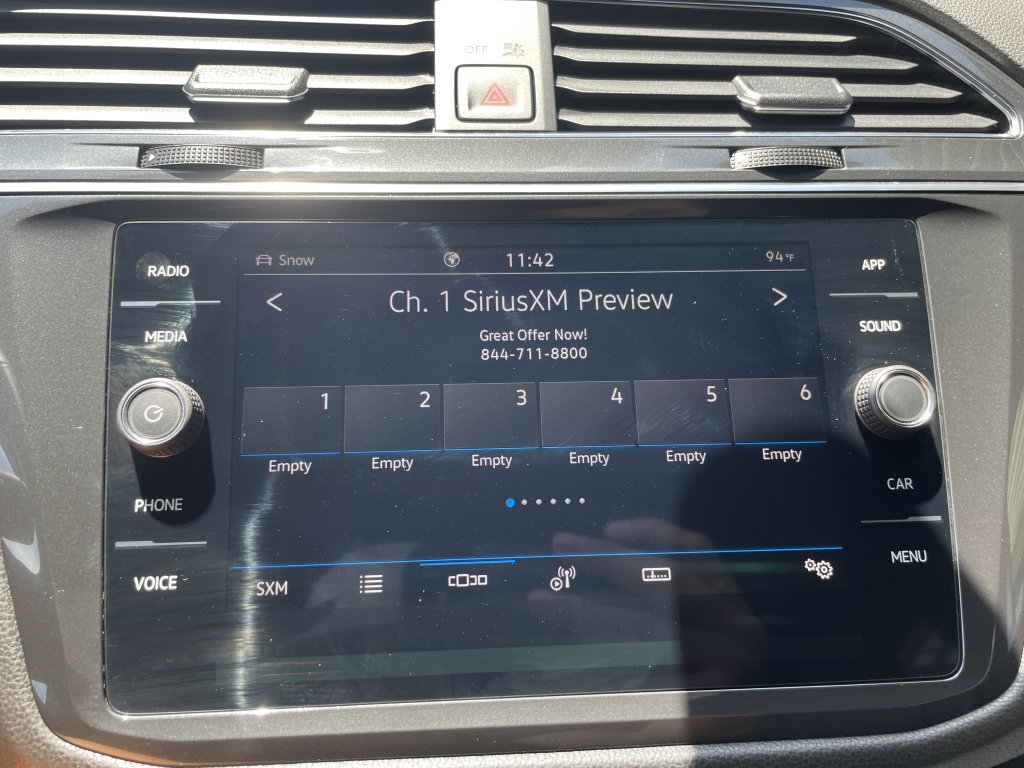 OFF
Snow 11:42 94°F
RADIO
APP
Ch. 1 SiriusXM Preview
MEDIA
SOUND
Great Offer Now!
844-711-8800
1 2 3 4 5 6
Empty Empty Empty Empty Empty Empty
PHONE
CAR
VOICE
SXM
MENU